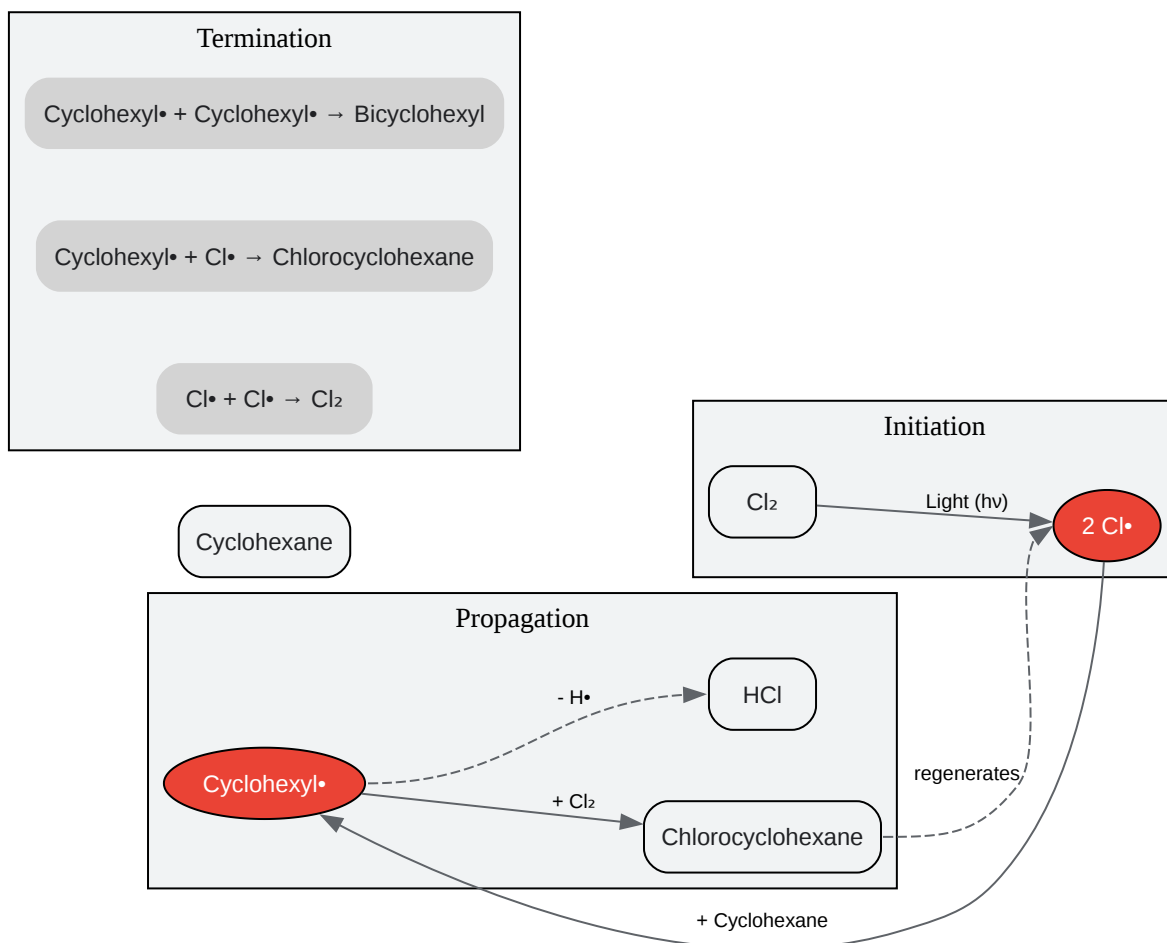 Termination
Cyclohexyl• + Cyclohexyl• → Bicyclohexyl
Cyclohexyl• + Cl• → Chlorocyclohexane
Cl• + Cl• → Cl₂
Initiation
Cl₂
Light (hν)
2 Cl•
Cyclohexane
Propagation
- H•
HCl
Cyclohexyl•
+ Cl₂
Chlorocyclohexane
regenerates
+ Cyclohexane